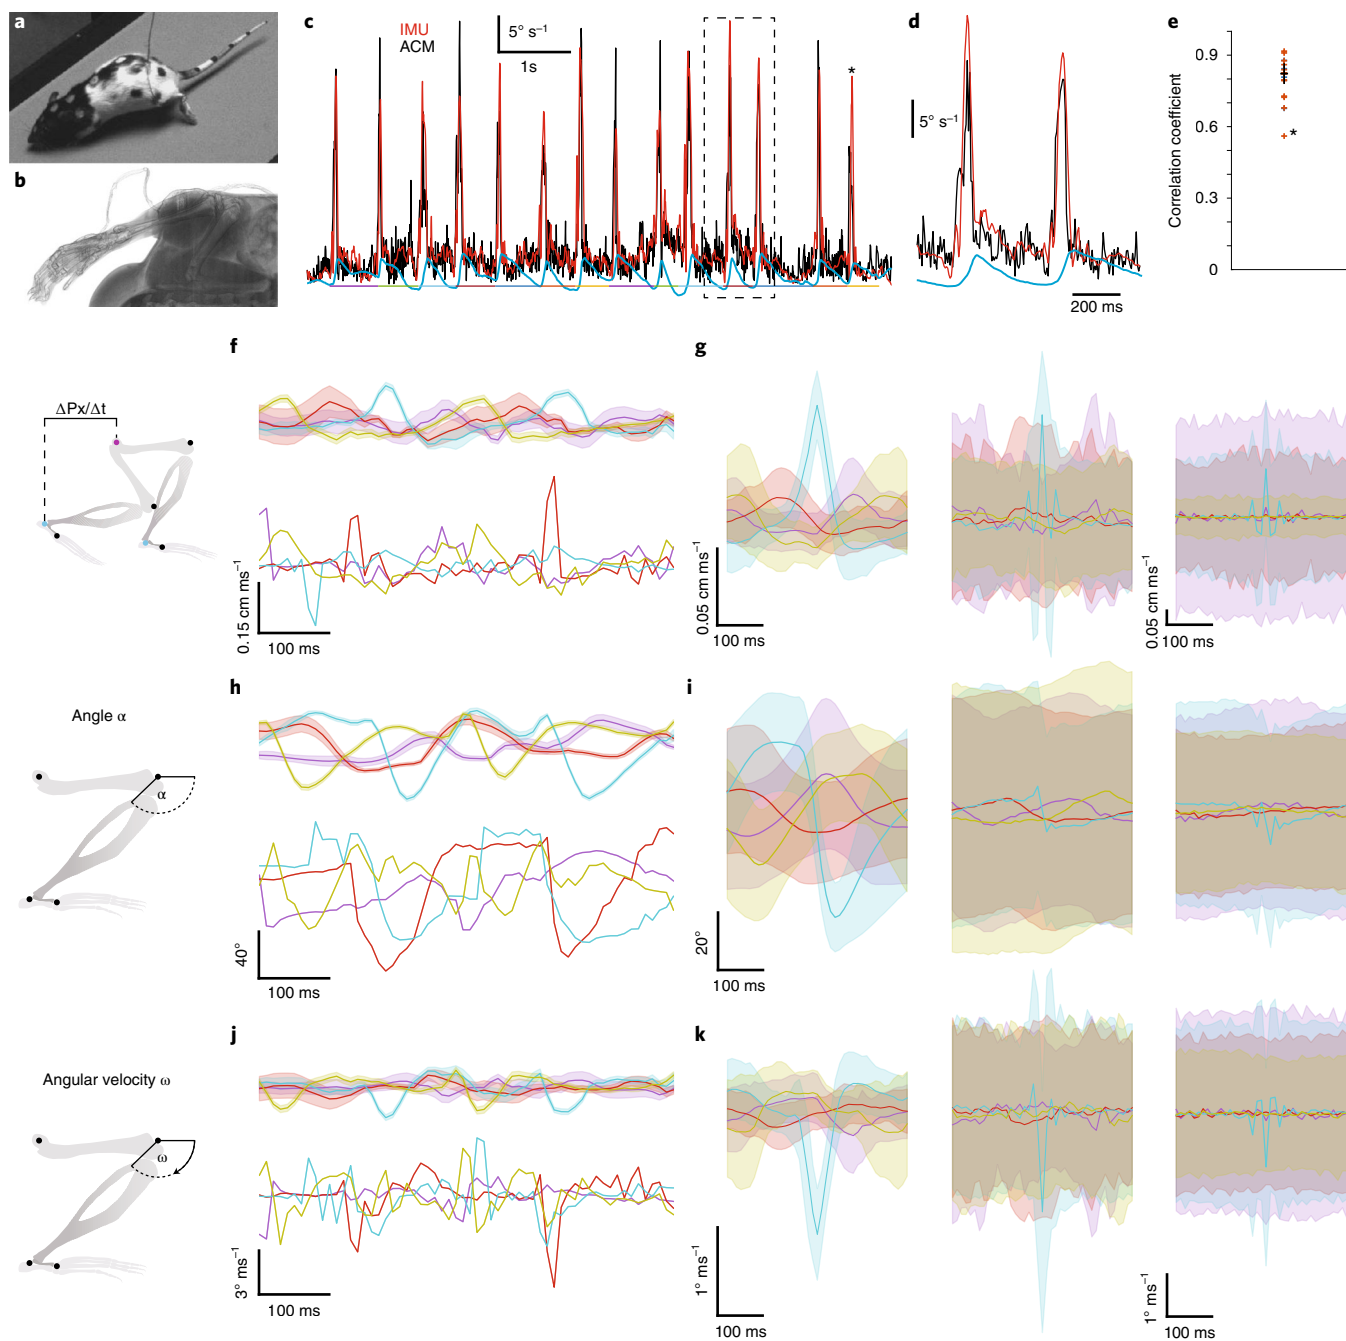 a
c
IMU
ACM
5° s⁻¹
1s
*
d
5° s⁻¹
200 ms
e
Correlation coefficient
0.9
0.6
0.3
0
*
b
f
ΔPx/Δt
0.15 cm ms⁻¹
100 ms
g
0.05 cm ms⁻¹
100 ms
0.05 cm ms⁻¹
100 ms
Angle α
α
h
40°
100 ms
i
20°
100 ms
Angular velocity ω
ω
j
3° ms⁻¹
100 ms
k
1° ms⁻¹
100 ms
1° ms⁻¹
100 ms